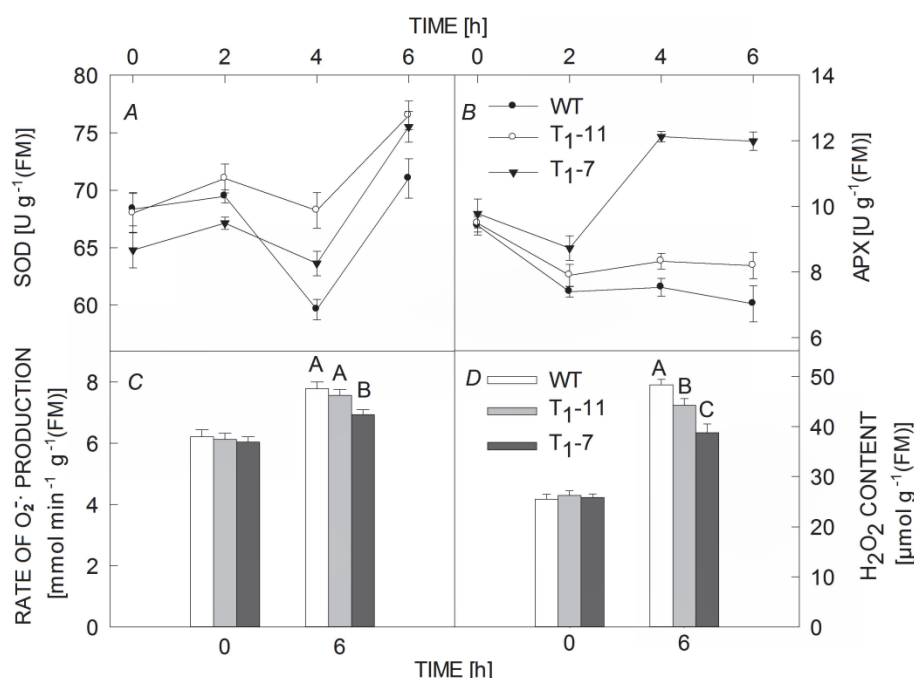 TIME [h]
0 2 4 6 0 2 4 6
A
B
80
75
70
65
60
SOD [U g⁻¹(FM)]
WT
T₁-11
T₁-7
14
12
10
8
6
APX [U g⁻¹(FM)]
C
D
A A B
A B C
WT
T₁-11
T₁-7
8
6
4
2
0
RATE OF O₂⁻· PRODUCTION
[mmol min⁻¹ g⁻¹(FM)]
50
40
30
20
10
0
H₂O₂ CONTENT
[µmol g⁻¹(FM)]
0 6 0 6
TIME [h]